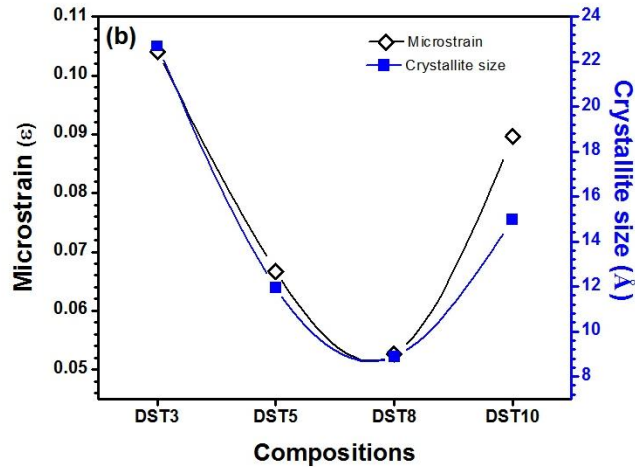 (b)
Microstrain
Crystallite size
Microstrain (ε)
0.11
0.10
0.09
0.08
0.07
0.06
0.05
24
22
20
18
16
14
12
10
8
Crystallite size (Å)
DST3 DST5 DST8 DST10
Compositions